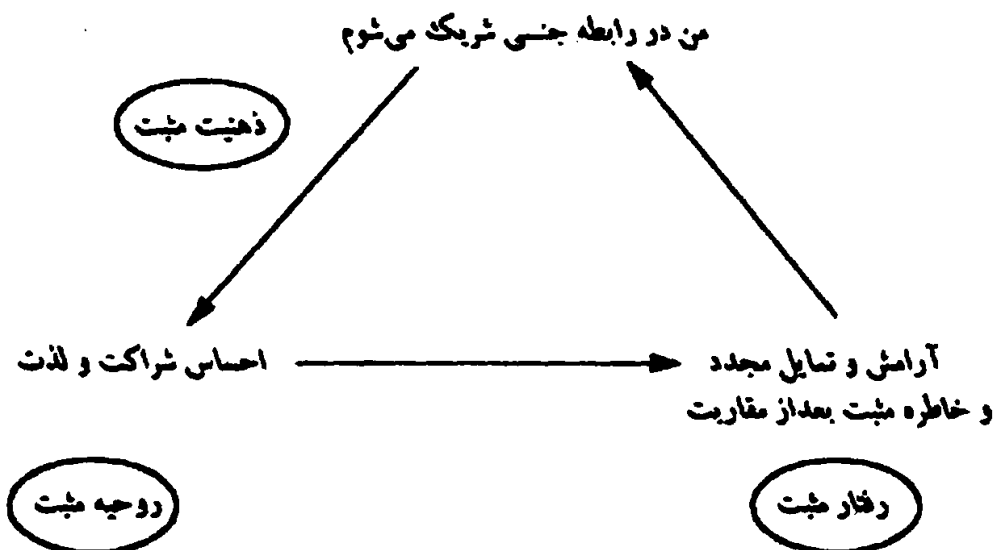 من در رابطه جنسی شریک می‌شوم
ذهنیت مثبت
احساس شراکت و لذت
آرامش و تمایل مجدد
و خاطره مثبت بعداز مقاربت
روحیه مثبت
رفتار مثبت